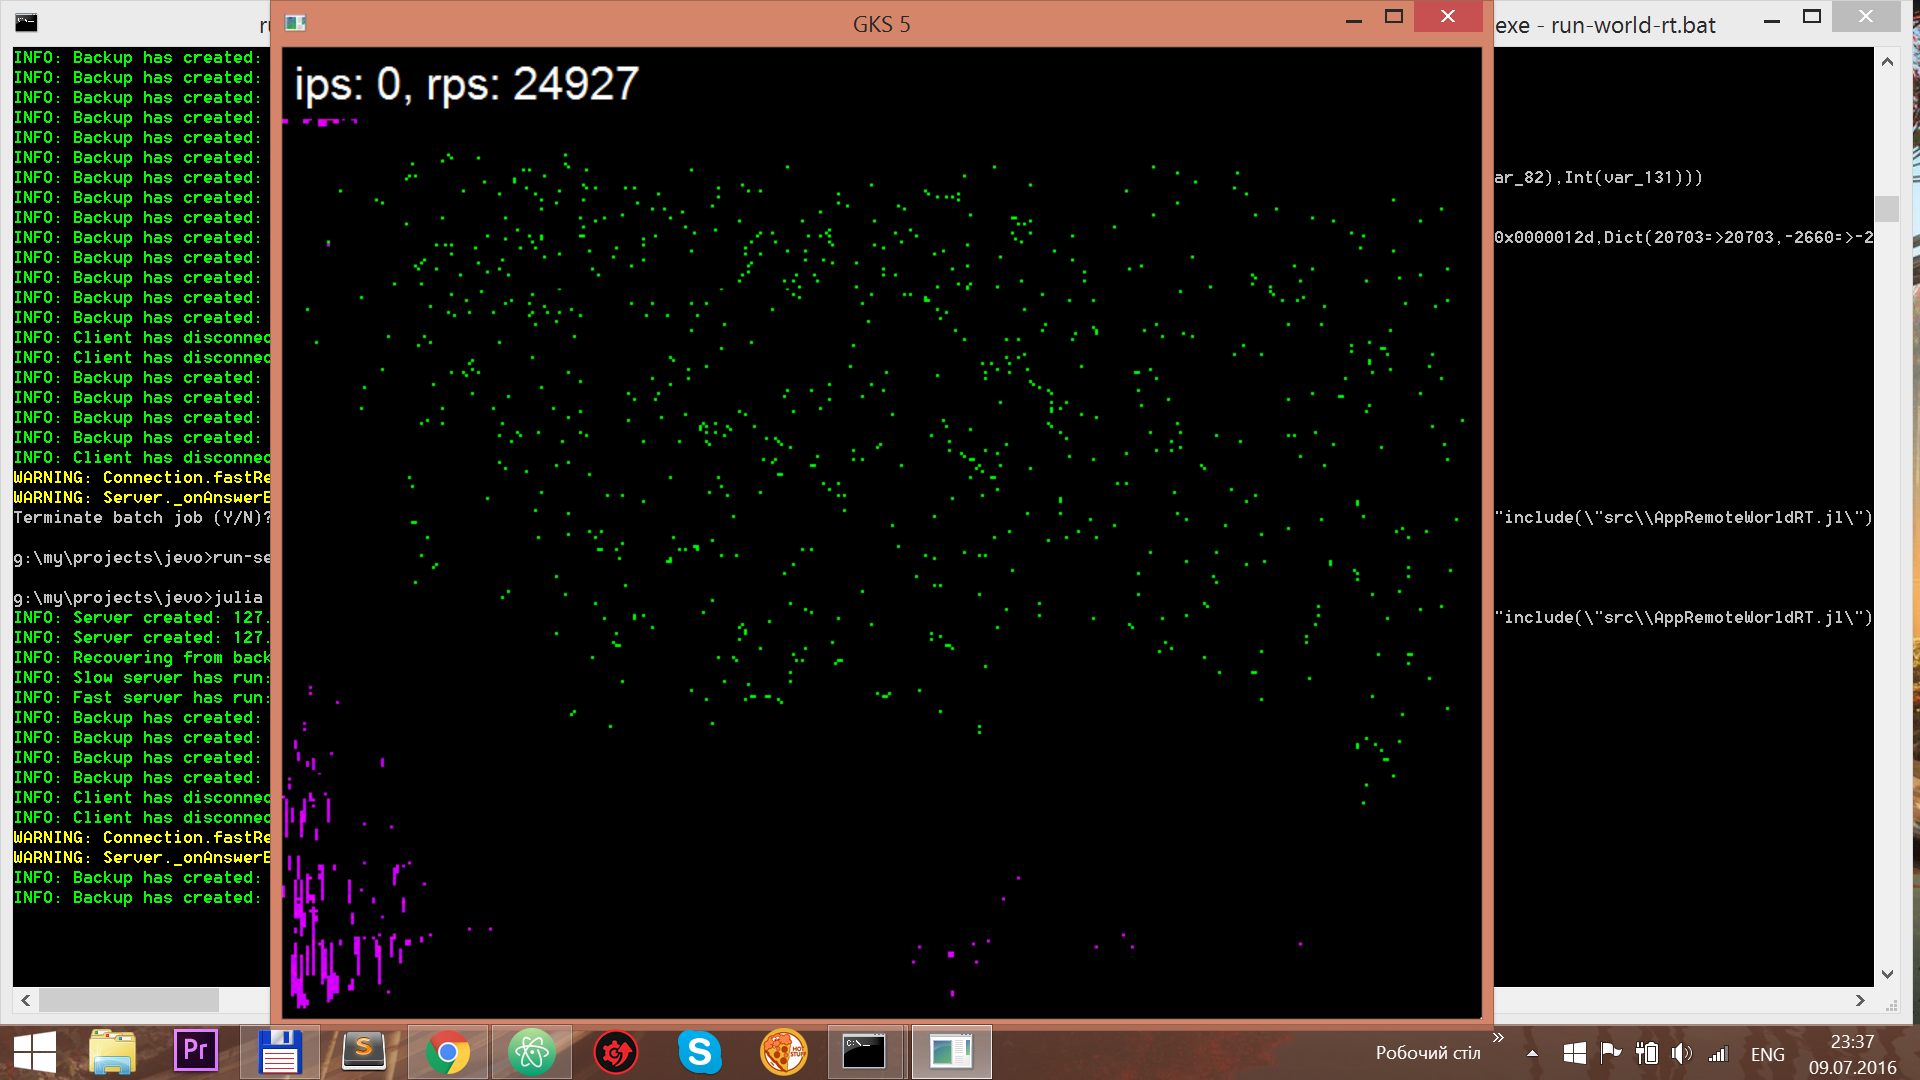 GKS 5
exe - run-world-rt.bat
ips: 0, rps: 24927
INFO: Backup has created:
INFO: Backup has created:
INFO: Backup has created:
INFO: Backup has created:
INFO: Backup has created:
INFO: Backup has created:
INFO: Backup has created:
INFO: Backup has created:
INFO: Backup has created:
INFO: Backup has created:
INFO: Backup has created:
INFO: Backup has created:
INFO: Backup has created:
INFO: Backup has created:
INFO: Client has disconnec
INFO: Client has disconnec
INFO: Backup has created:
INFO: Backup has created:
INFO: Backup has created:
INFO: Backup has created:
INFO: Client has disconnec
WARNING: Connection.fastRe
WARNING: Server._onAnswerE
Terminate batch job (Y/N)?
g:\my\projects\jevo>run-se
g:\my\projects\jevo>julia
INFO: Server created: 127.
INFO: Server created: 127.
INFO: Recovering from back
INFO: Slow server has run:
INFO: Fast server has run:
INFO: Backup has created:
INFO: Backup has created:
INFO: Backup has created:
INFO: Backup has created:
INFO: Client has disconnec
INFO: Client has disconnec
WARNING: Connection.fastRe
WARNING: Server._onAnswerE
INFO: Backup has created:
INFO: Backup has created:
ar_82),Int(var_131)))
0x0000012d,Dict(20703=>20703,-2660=>-2
"include(\"src\\AppRemoteWorldRT.jl\")
"include(\"src\\AppRemoteWorldRT.jl\")
Pr
S
C:\
S
HOT STUFF
Робочий стіл
ENG
23:37
09.07.2016